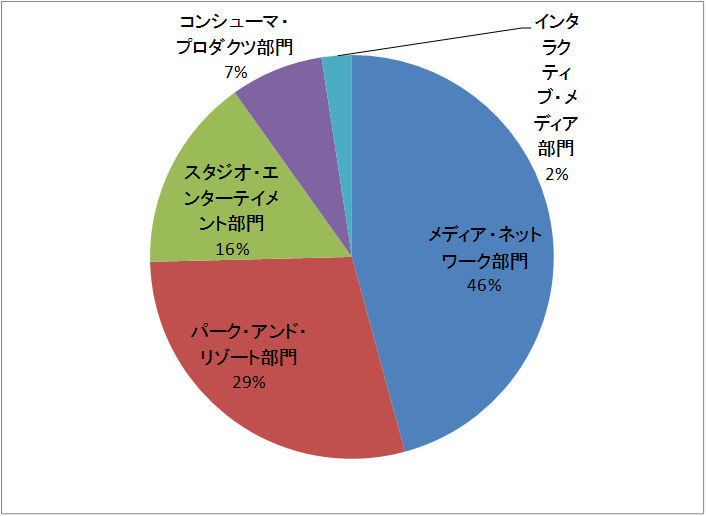 コンシューマ・
プロダクツ部門
7%
インタ
ラク
ティ
ブ・メ
ディア
部門
2%
スタジオ・エ
ンターテイメ
ント部門
16%
メディア・ネット
ワーク部門
46%
パーク・アンド・
リゾート部門
29%